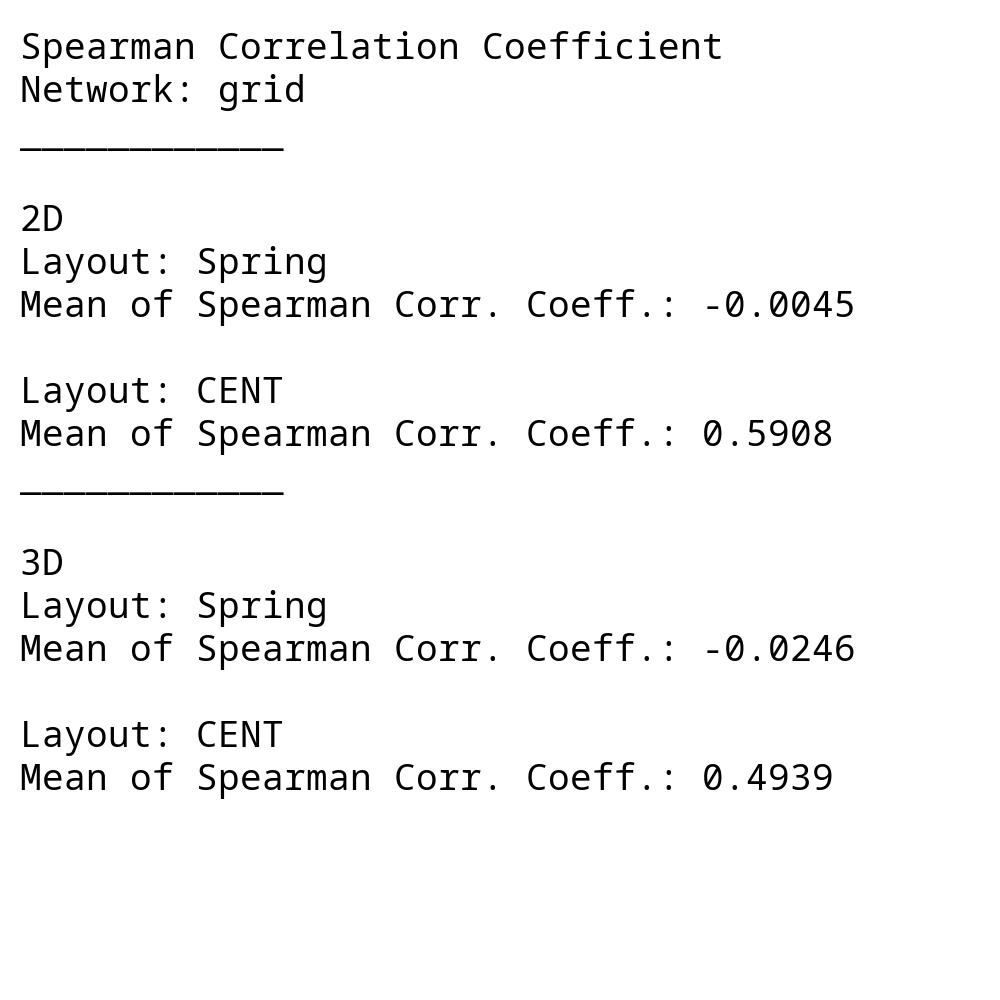 Spearman Correlation Coefficient
Network: grid
____________
2D
Layout: Spring
Mean of Spearman Corr. Coeff.: -0.0045
Layout: CENT
Mean of Spearman Corr. Coeff.: 0.5908
____________
3D
Layout: Spring
Mean of Spearman Corr. Coeff.: -0.0246
Layout: CENT
Mean of Spearman Corr. Coeff.: 0.4939